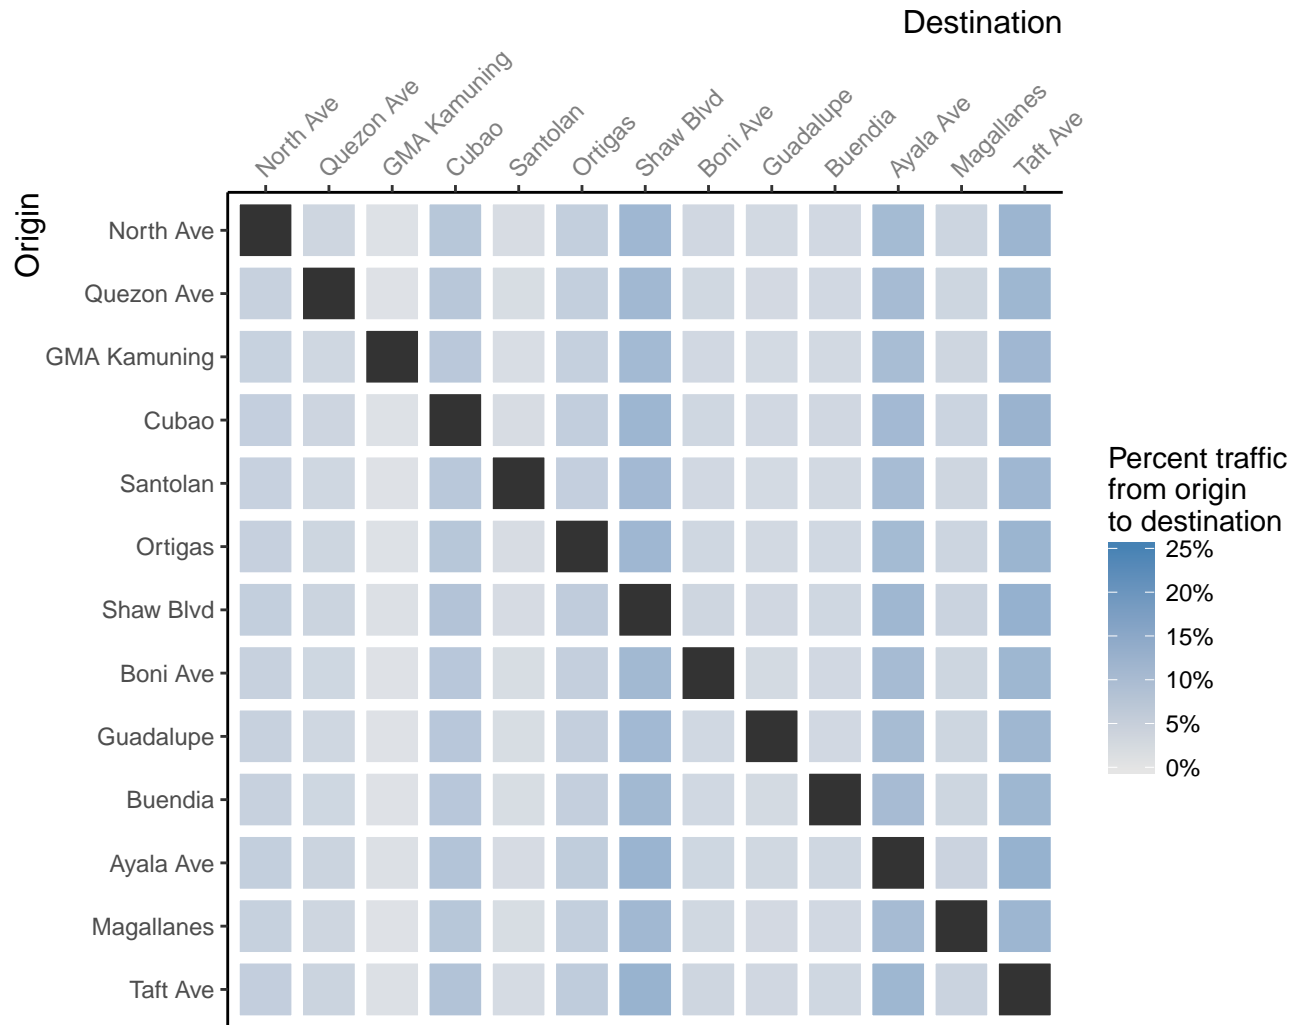 Destination
North Ave
Quezon Ave
GMA Kamuning
Cubao
Santolan
Ortigas
Shaw Blvd
Boni Ave
Guadalupe
Buendia
Ayala Ave
Magallanes
Taft Ave
Origin
North Ave
Quezon Ave
GMA Kamuning
Cubao
Santolan
Ortigas
Shaw Blvd
Boni Ave
Guadalupe
Buendia
Ayala Ave
Magallanes
Taft Ave
Percent traffic
from origin
to destination
25%
20%
15%
10%
5%
0%